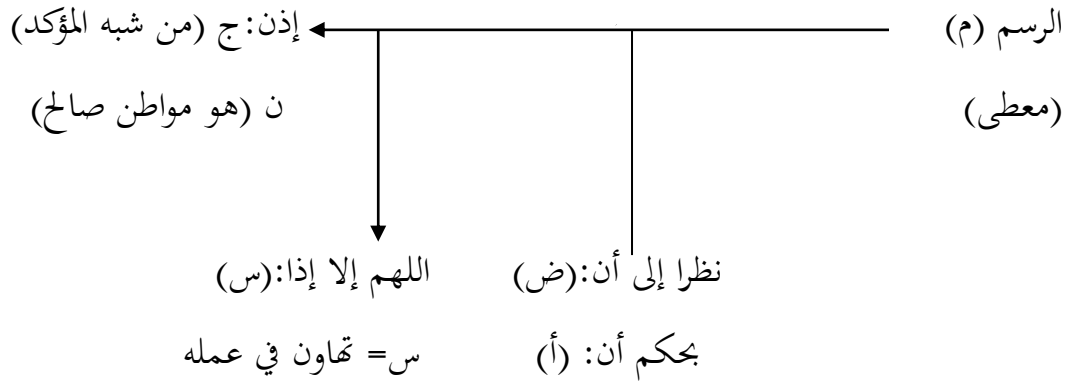 الرسم (م) إذن: ج (من شبه المؤكد)
(معطى) ن (هو مواطن صالح)
نظرا إلى أن: (ض) اللهم إلا إذا: (س)
بحكم أن: (أ) س= تهاون في عمله